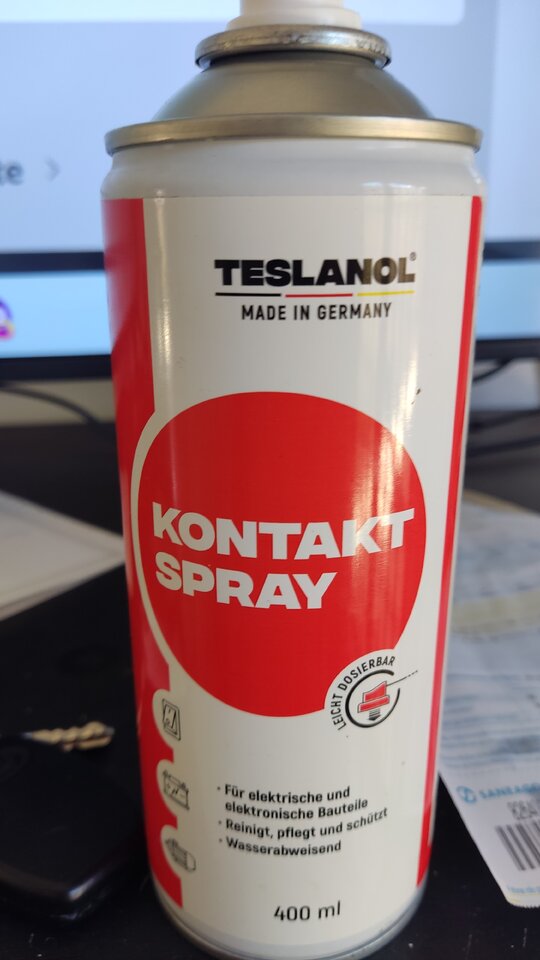 TESLANOL®
MADE IN GERMANY
KONTAKT
SPRAY
LEICHT DOSIERBAR
· Für elektrische und
elektronische Bauteile
· Reinigt, pflegt und schützt
· Wasserabweisend
400 ml